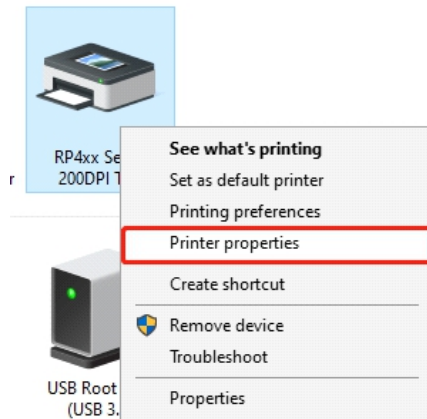 RP4xx Se
200DPI T
r
See what's printing
Set as default printer
Printing preferences
Printer properties
Create shortcut
Remove device
Troubleshoot
Properties
USB Root
(USB 3.